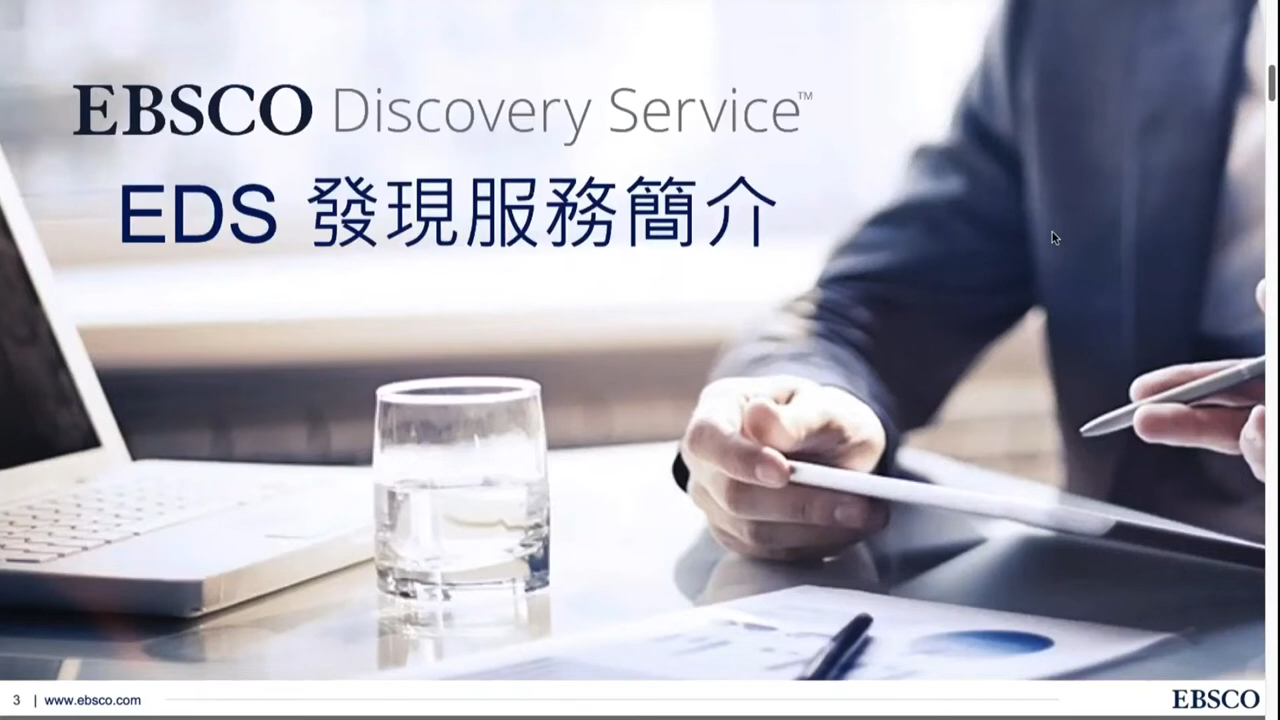 EBSCO Discovery Service™
EDS 發現服務簡介
3 | www.ebsco.com
EBSCO